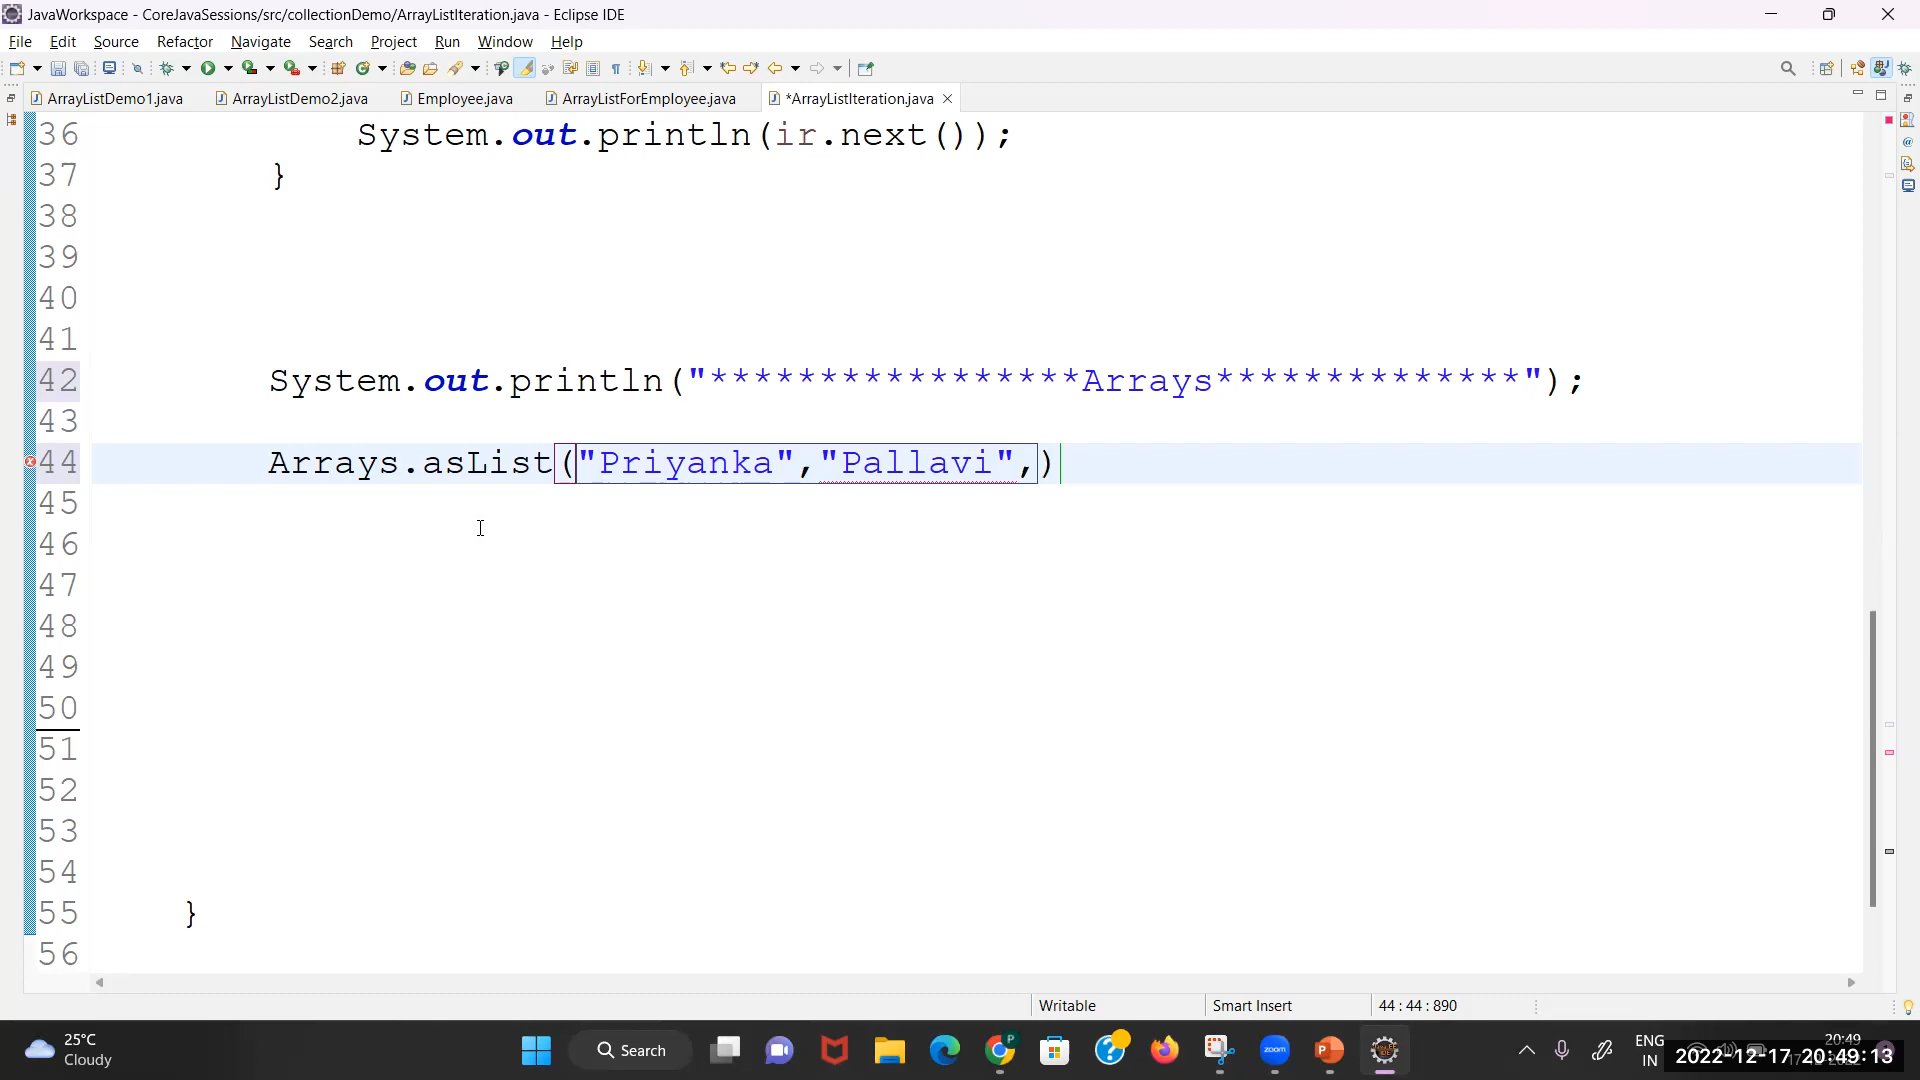 JavaWorkspace - CoreJavaSessions/src/collectionDemo/ArrayListIteration.java - Eclipse IDE
File Edit Source Refactor Navigate Search Project Run Window Help
ArrayListDemo1.java ArrayListDemo2.java Employee.java ArrayListForEmployee.java *ArrayListIteration.java
36 System.out.println(ir.next());
37 }
38
39
40
41
42 System.out.println("*****************Arrays**************");
43
44 Arrays.asList("Priyanka","Pallavi",)
45
46
47
48
49
50
51
52
53
54
55 }
56
Writable Smart Insert 44 : 44 : 890
25°C
Cloudy
Search
zoom
ENG
IN
20:49
2022-12-17 20:49:13